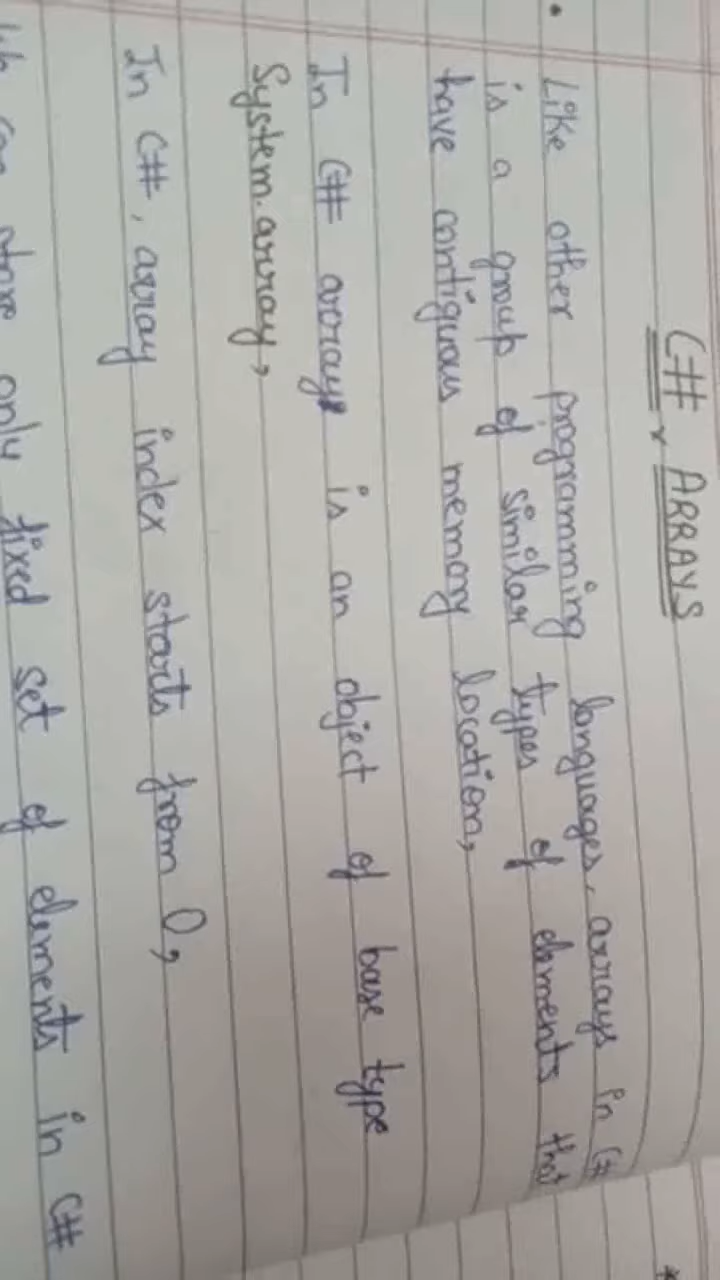 C# ARRAYS
• Like other programming languages, arrays in C#
is a group of similar types of elements that
have contiguous memory location,
In C# array is an object of base type
System.array,
In C#, array index starts from 0,
only fixed set of elements in C#